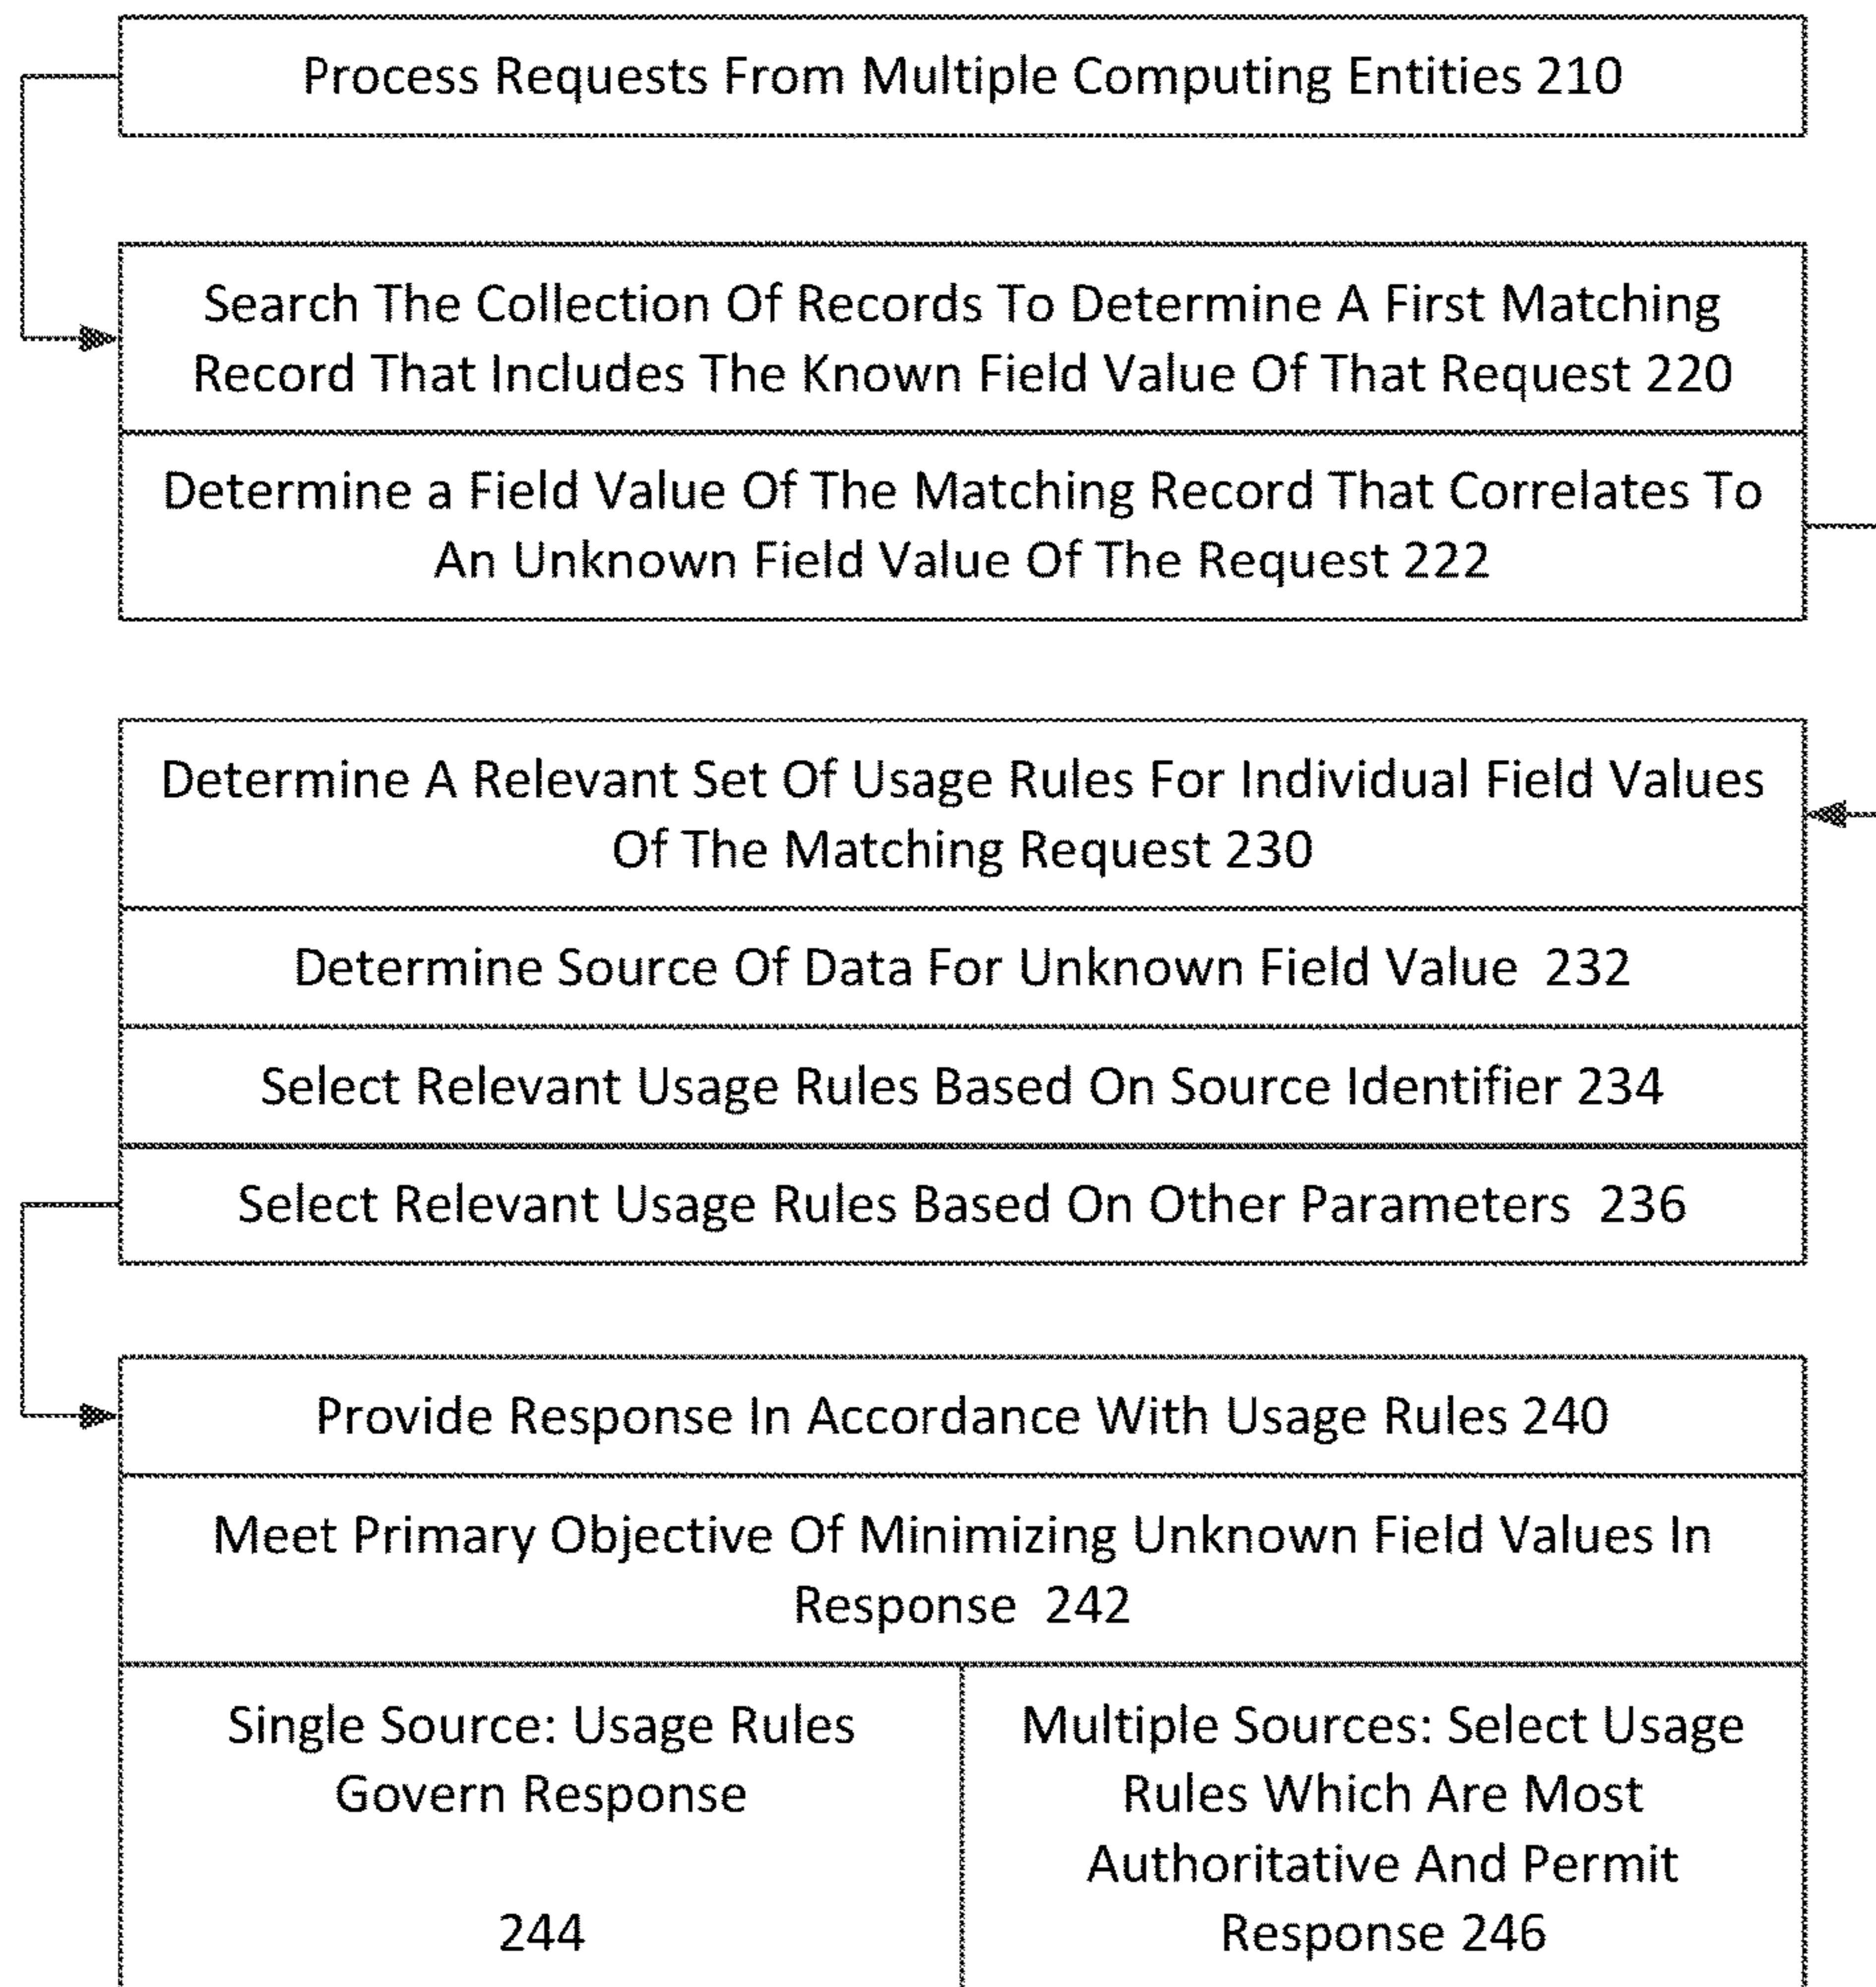 Process Requests From Multiple Computing Entities 210
Search The Collection Of Records To Determine A First Matching
Record That Includes The Known Field Value Of That Request 220
Determine a Field Value Of The Matching Record That Correlates To
An Unknown Field Value Of The Request 222
Determine A Relevant Set Of Usage Rules For Individual Field Values
Of The Matching Request 230
Determine Source Of Data For Unknown Field Value 232
Select Relevant Usage Rules Based On Source Identifier 234
Select Relevant Usage Rules Based On Other Parameters 236
Provide Response In Accordance With Usage Rules 240
Meet Primary Objective Of Minimizing Unknown Field Values In
Response 242
Single Source: Usage Rules
Govern Response
244
Multiple Sources: Select Usage
Rules Which Are Most
Authoritative And Permit
Response 246